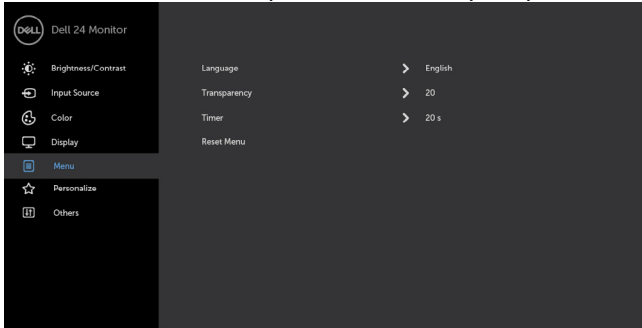 DELL
Dell 24 Monitor
Brightness/Contrast
Input Source
Color
Display
Menu
Personalize
Others
Language English
Transparency 20
Timer 20 s
Reset Menu